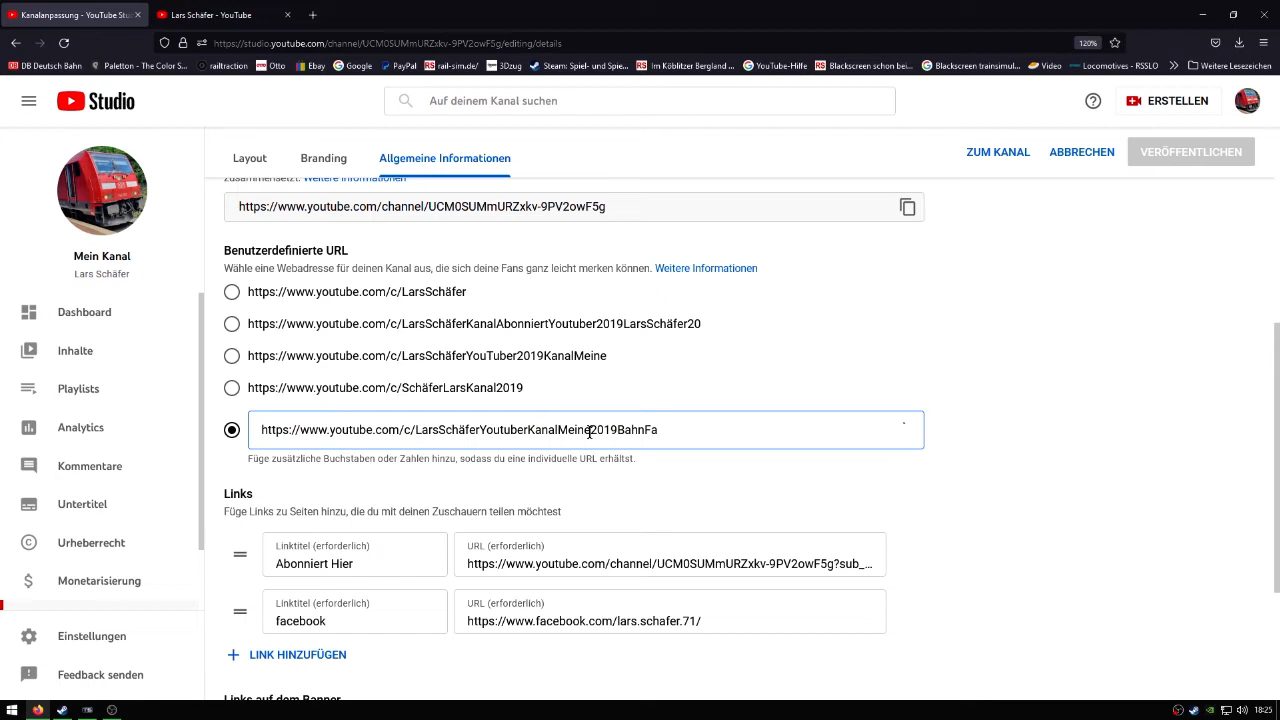 Kanalanpassung - YouTube Stu
Lars Schäfer - YouTube
https://studio.youtube.com/channel/UCM0SUMmURZxkv-9PV2owF5g/editing/details
120%
DB Deutsch Bahn
Paletton - The Color S...
railtraction
Otto
Ebay
Google
PayPal
rail-sim.de/
3Dzug
Steam: Spiel- und Spie...
Im Köblitzer Bergland ...
YouTube-Hilfe
Blackscreen schon bein...
Blackscreen trainsimul...
Video
Locomotives - RSSLO
Weitere Lesezeichen
Studio
Auf deinem Kanal suchen
ERSTELLEN
Layout
Branding
Allgemeine Informationen
ZUM KANAL
ABBRECHEN
VERÖFFENTLICHEN
zusammensetzt. Weitere Informationen
https://www.youtube.com/channel/UCM0SUMmURZxkv-9PV2owF5g
Mein Kanal
Lars Schäfer
Dashboard
Inhalte
Playlists
Analytics
Kommentare
Untertitel
Urheberrecht
Monetarisierung
Einstellungen
Feedback senden
Benutzerdefinierte URL
Wähle eine Webadresse für deinen Kanal aus, die sich deine Fans ganz leicht merken können. Weitere Informationen
https://www.youtube.com/c/LarsSchäfer
https://www.youtube.com/c/LarsSchäferKanalAbonniertYoutuber2019LarsSchäfer20
https://www.youtube.com/c/LarsSchäferYouTuber2019KanalMeine
https://www.youtube.com/c/SchäferLarsKanal2019
https://www.youtube.com/c/LarsSchäferYoutuberKanalMeine2019BahnFa
Füge zusätzliche Buchstaben oder Zahlen hinzu, sodass du eine individuelle URL erhältst.
Links
Füge Links zu Seiten hinzu, die du mit deinen Zuschauern teilen möchtest
Linktitel (erforderlich)
Abonniert Hier
URL (erforderlich)
https://www.youtube.com/channel/UCM0SUMmURZxkv-9PV2owF5g?sub_...
Linktitel (erforderlich)
facebook
URL (erforderlich)
https://www.facebook.com/lars.schafer.71/
LINK HINZUFÜGEN
Links auf dem Banner
18:25